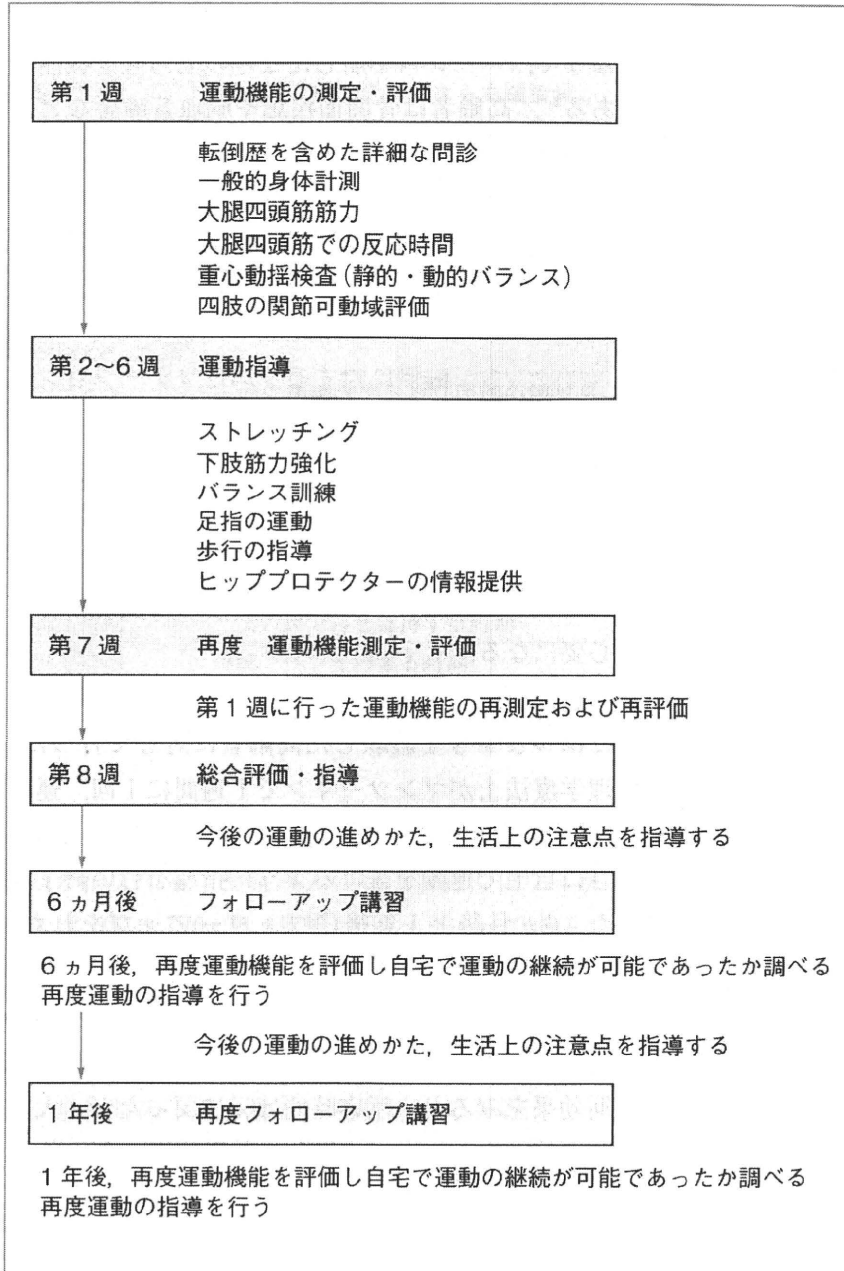 第1週 運動機能の測定・評価
転倒歴を含めた詳細な問診
一般的身体計測
大腿四頭筋筋力
大腿四頭筋での反応時間
重心動揺検査(静的・動的バランス)
四肢の関節可動域評価
第2~6週 運動指導
ストレッチング
下肢筋力強化
バランス訓練
足指の運動
歩行の指導
ヒッププロテクターの情報提供
第7週 再度 運動機能測定・評価
第1週に行った運動機能の再測定および再評価
第8週 総合評価・指導
今後の運動の進めかた,生活上の注意点を指導する
6ヵ月後 フォローアップ講習
6ヵ月後,再度運動機能を評価し自宅で運動の継続が可能であったか調べる
再度運動の指導を行う
今後の運動の進めかた,生活上の注意点を指導する
1年後 再度フォローアップ講習
1年後,再度運動機能を評価し自宅で運動の継続が可能であったか調べる
再度運動の指導を行う